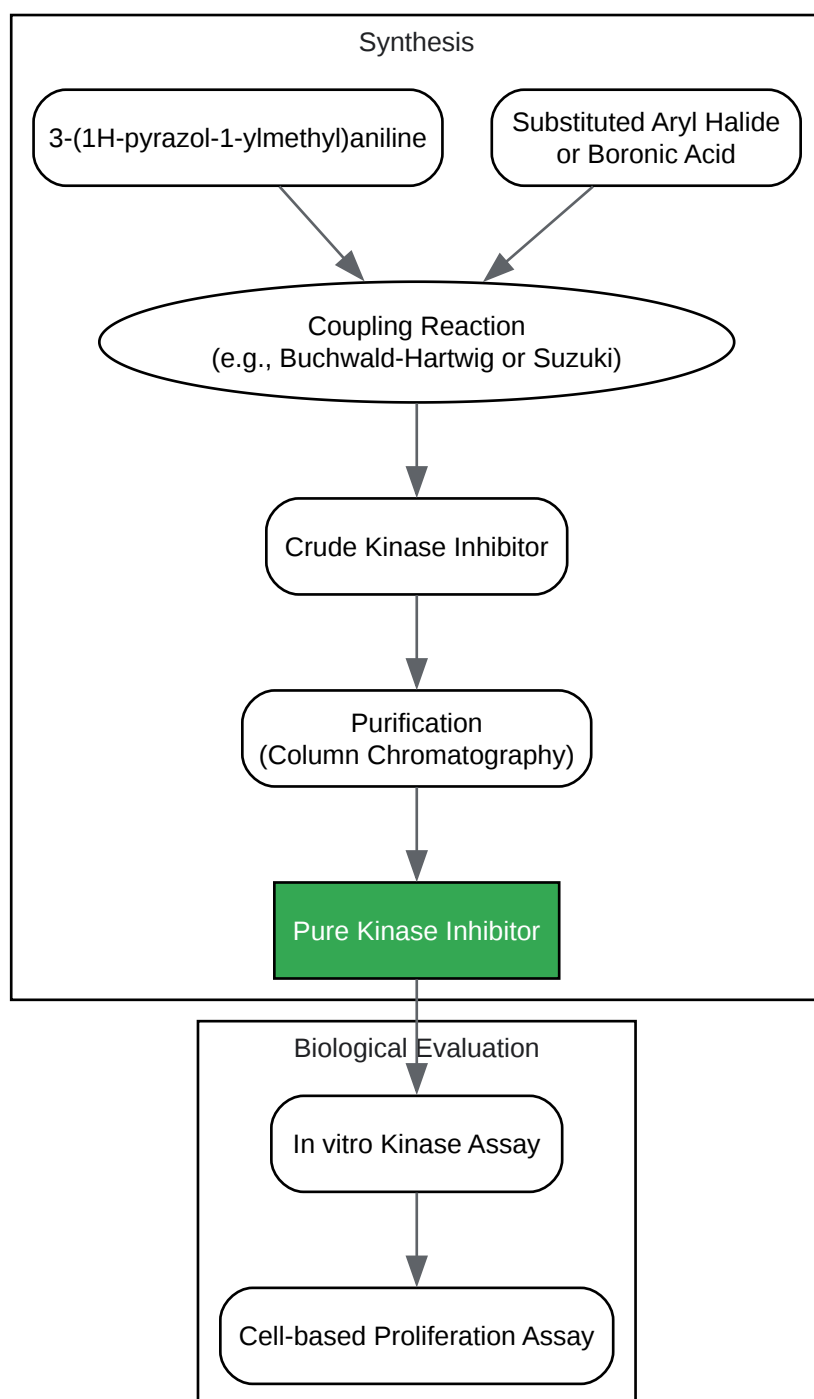 Synthesis
3-(1H-pyrazol-1-ylmethyl)aniline
Substituted Aryl Halide
or Boronic Acid
Coupling Reaction
(e.g., Buchwald-Hartwig or Suzuki)
Crude Kinase Inhibitor
Purification
(Column Chromatography)
Pure Kinase Inhibitor
Biological Evaluation
In vitro Kinase Assay
Cell-based Proliferation Assay